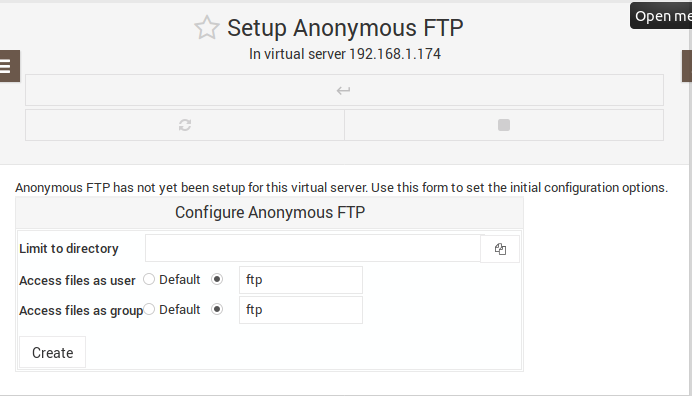 Open me
Setup Anonymous FTP
In virtual server 192.168.1.174
Anonymous FTP has not yet been setup for this virtual server. Use this form to set the initial configuration options.
Configure Anonymous FTP
Limit to directory
Access files as user Default ftp
Access files as group Default ftp
Create